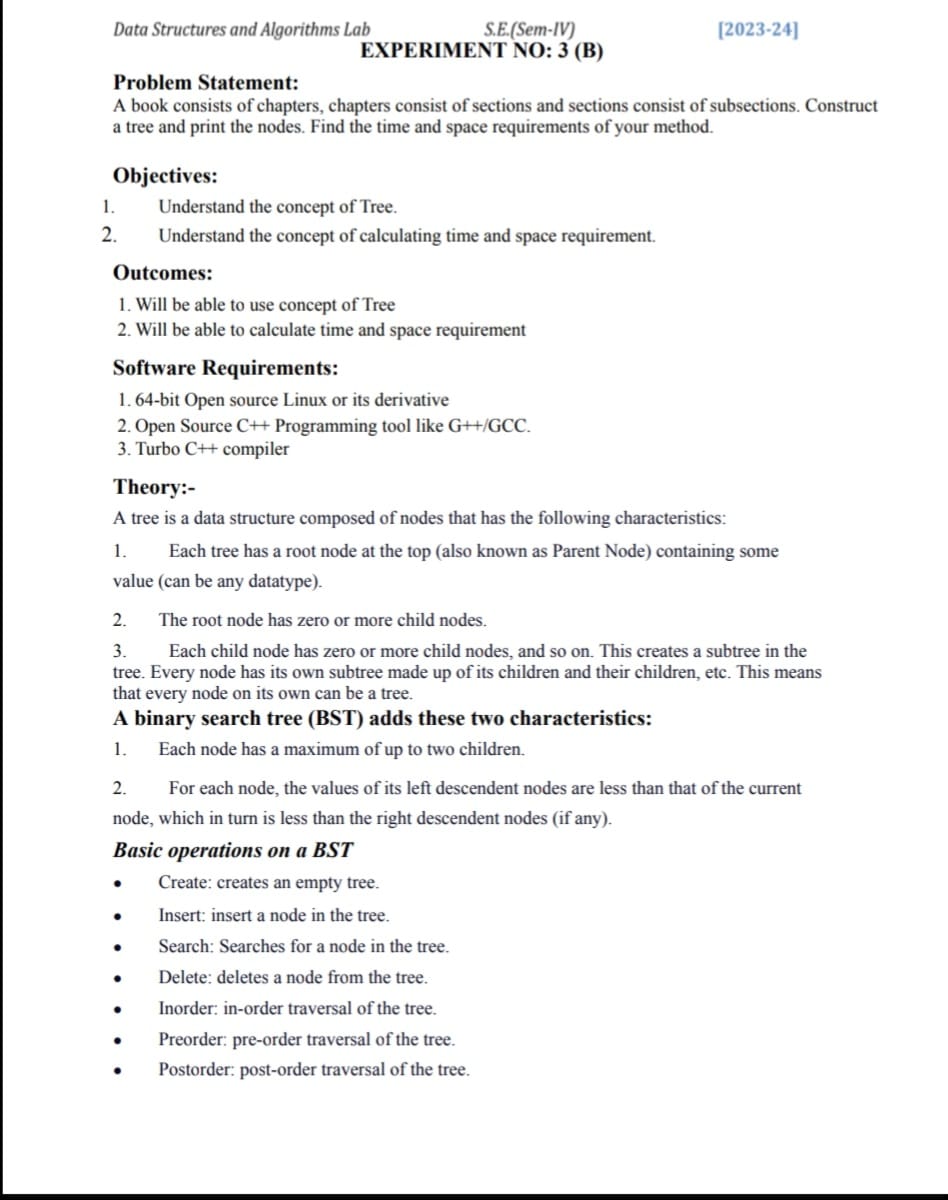 Data Structures and Algorithms Lab S.E.(Sem-IV) [2023-24]
EXPERIMENT NO: 3 (B)
Problem Statement:
A book consists of chapters, chapters consist of sections and sections consist of subsections. Construct
a tree and print the nodes. Find the time and space requirements of your method.
Objectives:
1. Understand the concept of Tree.
2. Understand the concept of calculating time and space requirement.
Outcomes:
1. Will be able to use concept of Tree
2. Will be able to calculate time and space requirement
Software Requirements:
1. 64-bit Open source Linux or its derivative
2. Open Source C++ Programming tool like G++/GCC.
3. Turbo C++ compiler
Theory:-
A tree is a data structure composed of nodes that has the following characteristics:
1. Each tree has a root node at the top (also known as Parent Node) containing some
value (can be any datatype).
2. The root node has zero or more child nodes.
3. Each child node has zero or more child nodes, and so on. This creates a subtree in the
tree. Every node has its own subtree made up of its children and their children, etc. This means
that every node on its own can be a tree.
A binary search tree (BST) adds these two characteristics:
1. Each node has a maximum of up to two children.
2. For each node, the values of its left descendent nodes are less than that of the current
node, which in turn is less than the right descendent nodes (if any).
Basic operations on a BST
• Create: creates an empty tree.
• Insert: insert a node in the tree.
• Search: Searches for a node in the tree.
• Delete: deletes a node from the tree.
• Inorder: in-order traversal of the tree.
• Preorder: pre-order traversal of the tree.
• Postorder: post-order traversal of the tree.